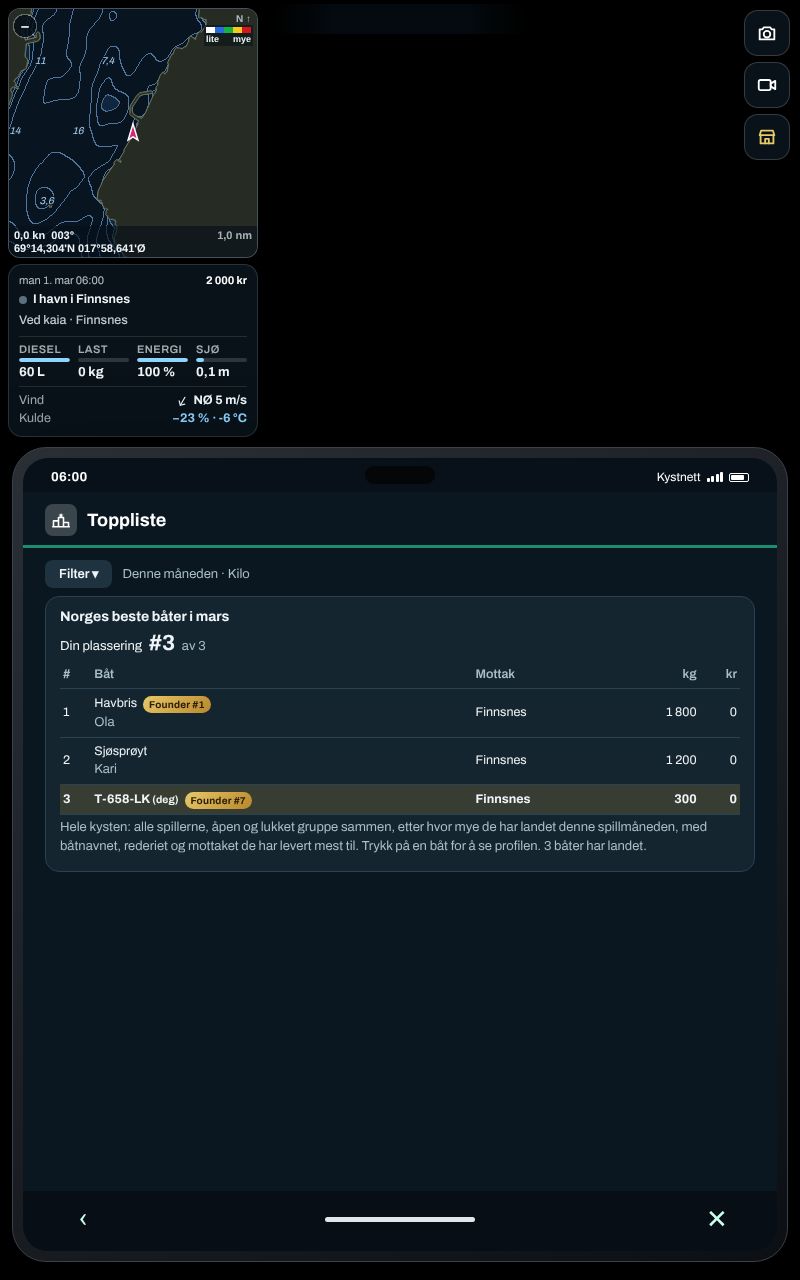 N ↑
lite mye
11
7,4
14
16
3,6
0,0 kn 003° 1,0 nm
69°14,304'N 017°58,641'Ø
man 1. mar 06:00 2 000 kr
I havn i Finnsnes
Ved kaia · Finnsnes
DIESEL LAST ENERGI SJØ
60 L 0 kg 100 % 0,1 m
Vind ↙ NØ 5 m/s
Kulde −23 % · -6 °C
06:00 Kystnett
Toppliste
Filter ▾ Denne måneden · Kilo
Norges beste båter i mars
Din plassering #3 av 3
# Båt Mottak kg kr
1 Havbris Founder #1 Finnsnes 1 800 0
Ola
2 Sjøsprøyt Finnsnes 1 200 0
Kari
3 T-658-LK (deg) Founder #7 Finnsnes 300 0
Hele kysten: alle spillerne, åpen og lukket gruppe sammen, etter hvor mye de har landet denne spillmåneden, med
båtnavnet, rederiet og mottaket de har levert mest til. Trykk på en båt for å se profilen. 3 båter har landet.